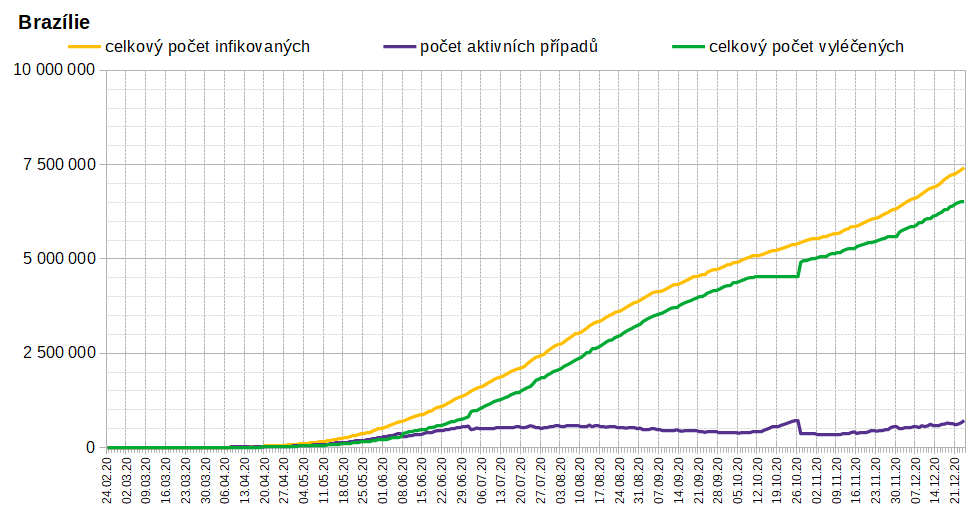 Brazílie
celkový počet infikovaných počet aktivních případů celkový počet vyléčených
10 000 000
7 500 000
5 000 000
2 500 000
0
24.02.20 02.03.20 09.03.20 16.03.20 23.03.20 30.03.20 06.04.20 13.04.20 20.04.20 27.04.20 04.05.20 11.05.20 18.05.20 25.05.20 01.06.20 08.06.20 15.06.20 22.06.20 29.06.20 06.07.20 13.07.20 20.07.20 27.07.20 03.08.20 10.08.20 17.08.20 24.08.20 31.08.20 07.09.20 14.09.20 21.09.20 28.09.20 05.10.20 12.10.20 19.10.20 26.10.20 02.11.20 09.11.20 16.11.20 23.11.20 30.11.20 07.12.20 14.12.20 21.12.20